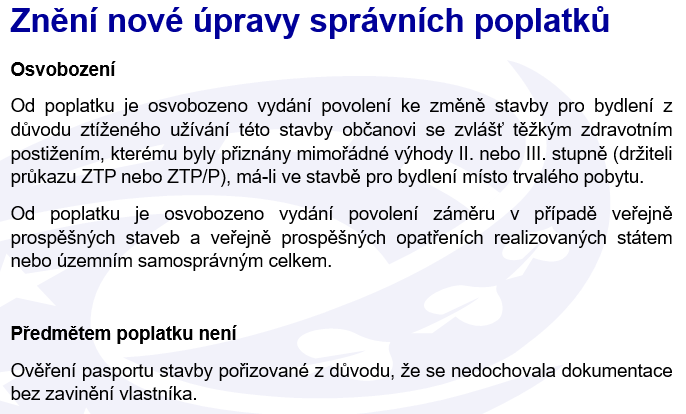 Znění nové úpravy správních poplatků
Osvobození
Od poplatku je osvobozeno vydání povolení ke změně stavby pro bydlení z
důvodu ztíženého užívání této stavby občanovi se zvlášť těžkým zdravotním
postižením, kterému byly přiznány mimořádné výhody II. nebo III. stupně (držiteli
průkazu ZTP nebo ZTP/P), má-li ve stavbě pro bydlení místo trvalého pobytu.
Od poplatku je osvobozeno vydání povolení záměru v případě veřejně
prospěšných staveb a veřejně prospěšných opatřeních realizovaných státem
nebo územním samosprávným celkem.
Předmětem poplatku není
Ověření pasportu stavby pořizované z důvodu, že se nedochovala dokumentace
bez zavinění vlastníka.